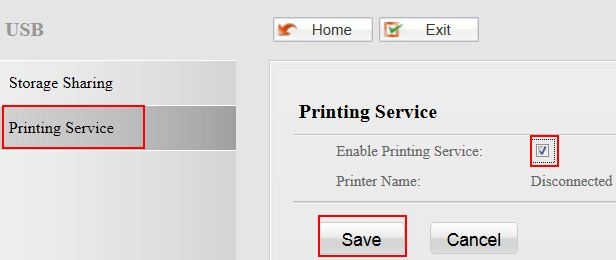 USB
Home
Exit
Storage Sharing
Printing Service
Printing Service
Enable Printing Service:
Printer Name: Disconnected
Save
Cancel